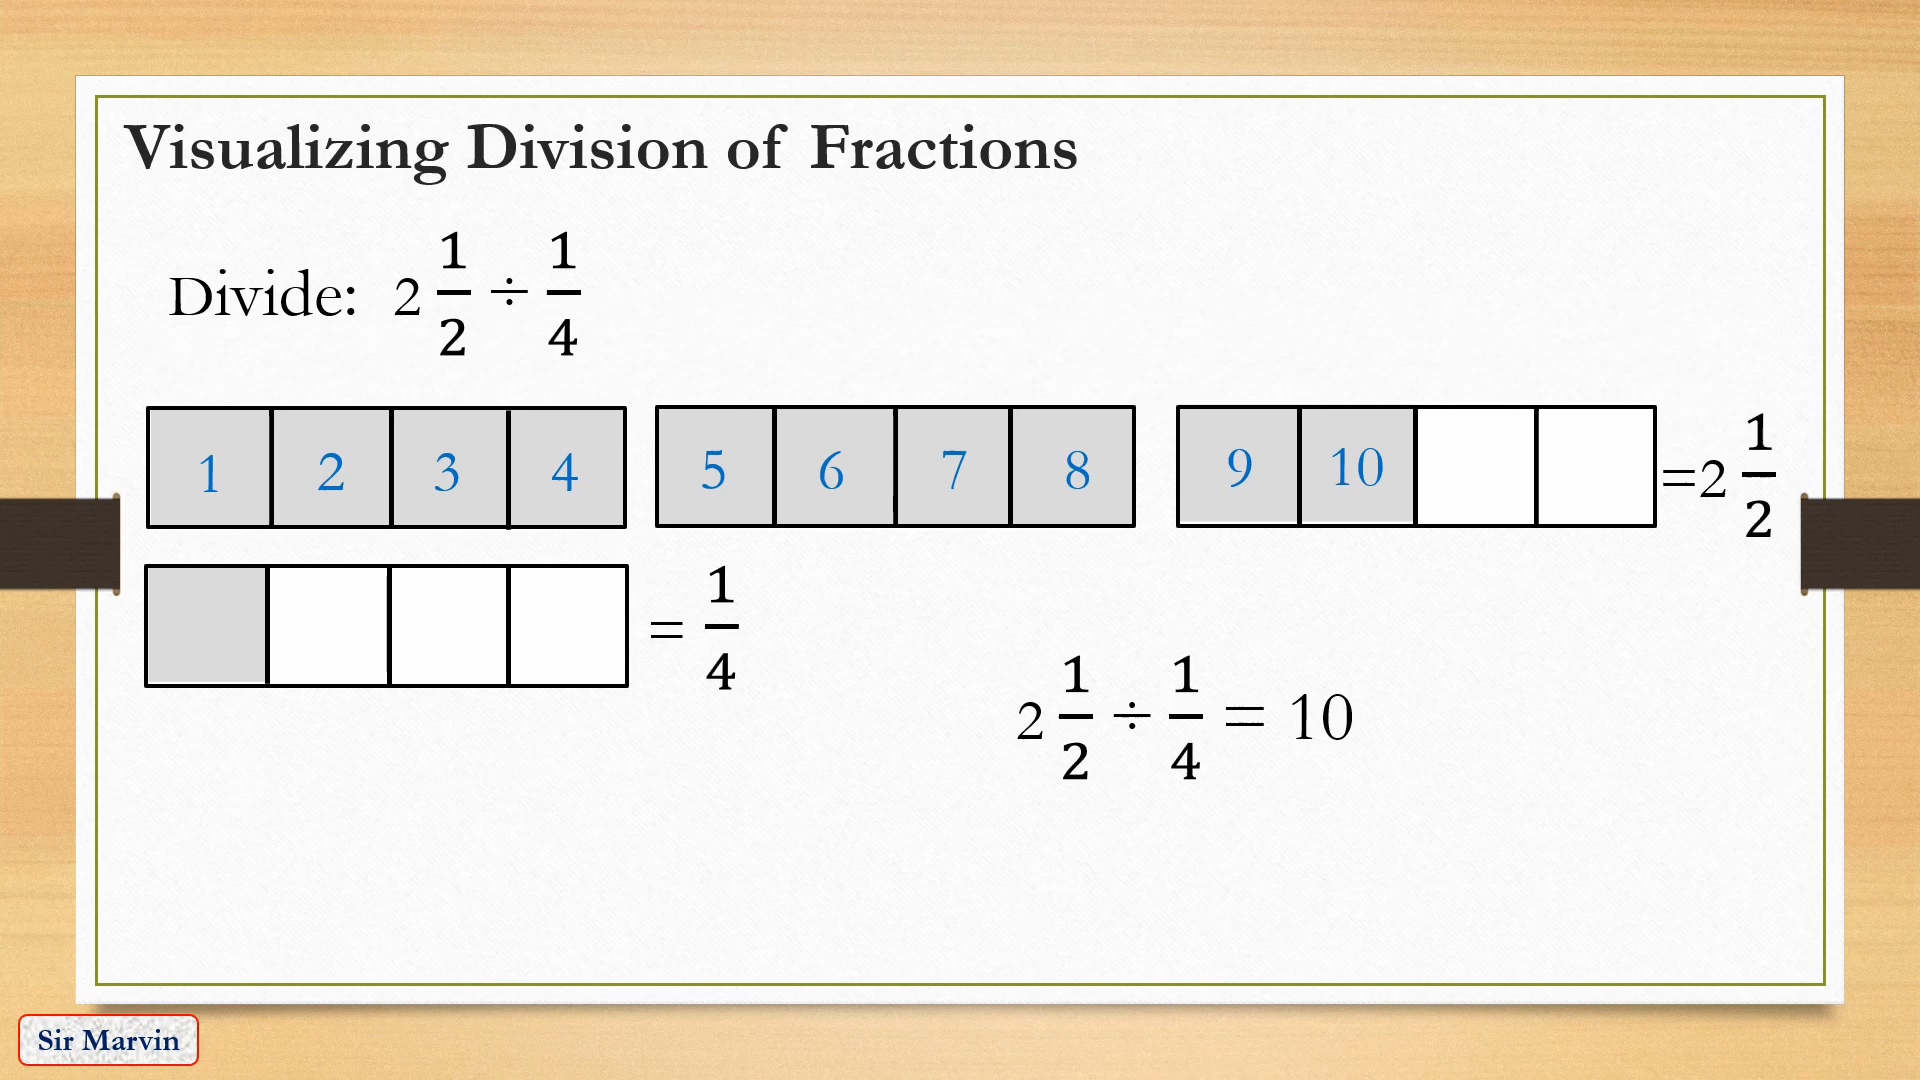 Visualizing Division of Fractions
Divide: 2 1/2 ÷ 1/4
1 2 3 4 5 6 7 8 9 10 =2 1/2
= 1/4
2 1/2 ÷ 1/4 = 10
Sir Marvin